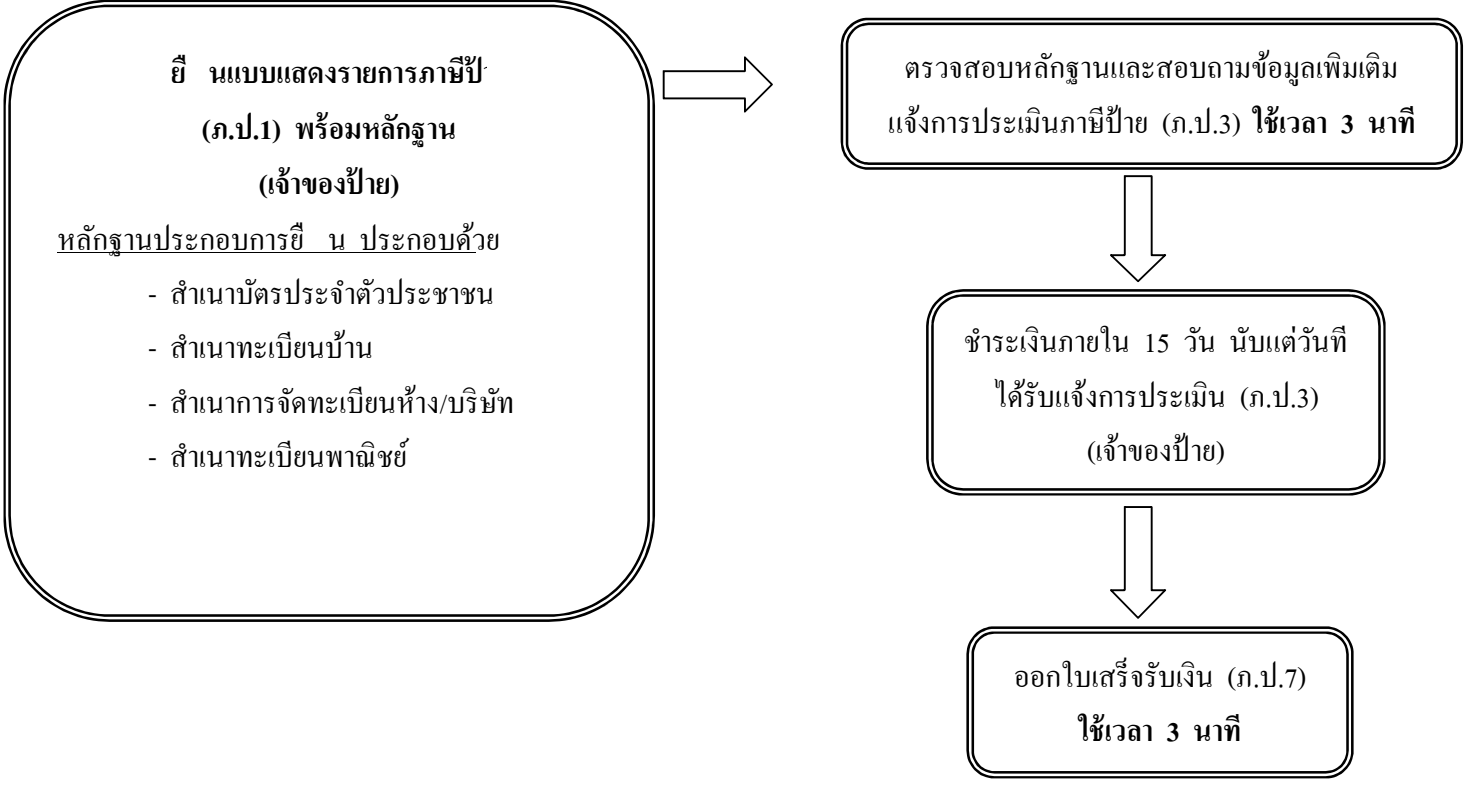 ยื นแบบแสดงรายการภาษีป้
(ภ.ป.1) พร้อมหลักฐาน
(เจ้าของป้าย)
หลักฐานประกอบการยื น ประกอบด้วย
- สำเนาบัตรประจำตัวประชาชน
- สำเนาทะเบียนบ้าน
- สำเนาการจัดทะเบียนห้าง/บริษัท
- สำเนาทะเบียนพาณิชย์
ตรวจสอบหลักฐานและสอบถามข้อมูลเพิ่มเติม
แจ้งการประเมินภาษีป้าย (ภ.ป.3) ใช้เวลา 3 นาที
ชำระเงินภายใน 15 วัน นับแต่วันที่
ได้รับแจ้งการประเมิน (ภ.ป.3)
(เจ้าของป้าย)
ออกใบเสร็จรับเงิน (ภ.ป.7)
ใช้เวลา 3 นาที